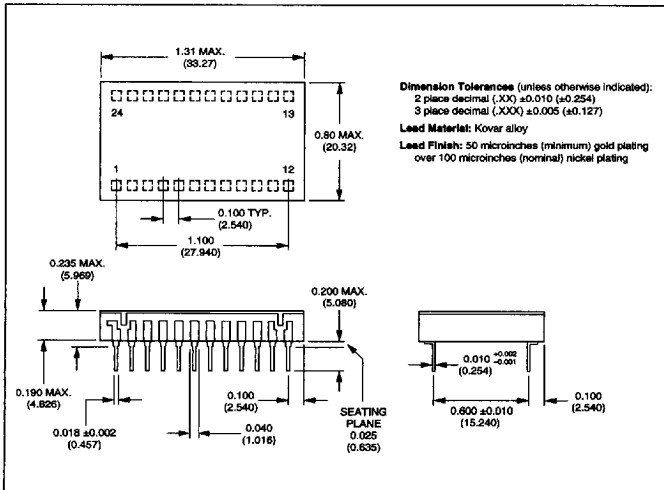 1.31 MAX.
(33.27)
24
13
0.80 MAX.
(20.32)
1
12
0.100 TYP.
(2.540)
1.100
(27.940)
Dimension Tolerances (unless otherwise indicated):
2 place decimal (.XX) ±0.010 (±0.254)
3 place decimal (.XXX) ±0.005 (±0.127)
Lead Material: Kovar alloy
Lead Finish: 50 microinches (minimum) gold plating
over 100 microinches (nominal) nickel plating
0.235 MAX.
(5.969)
0.200 MAX.
(5.080)
0.190 MAX.
(4.826)
0.018 ±0.002
(0.457)
0.040
(1.016)
0.100
(2.540)
SEATING
PLANE
0.025
(0.635)
0.010 +0.002 −0.001
(0.254)
0.600 ±0.010
(15.240)
0.100
(2.540)